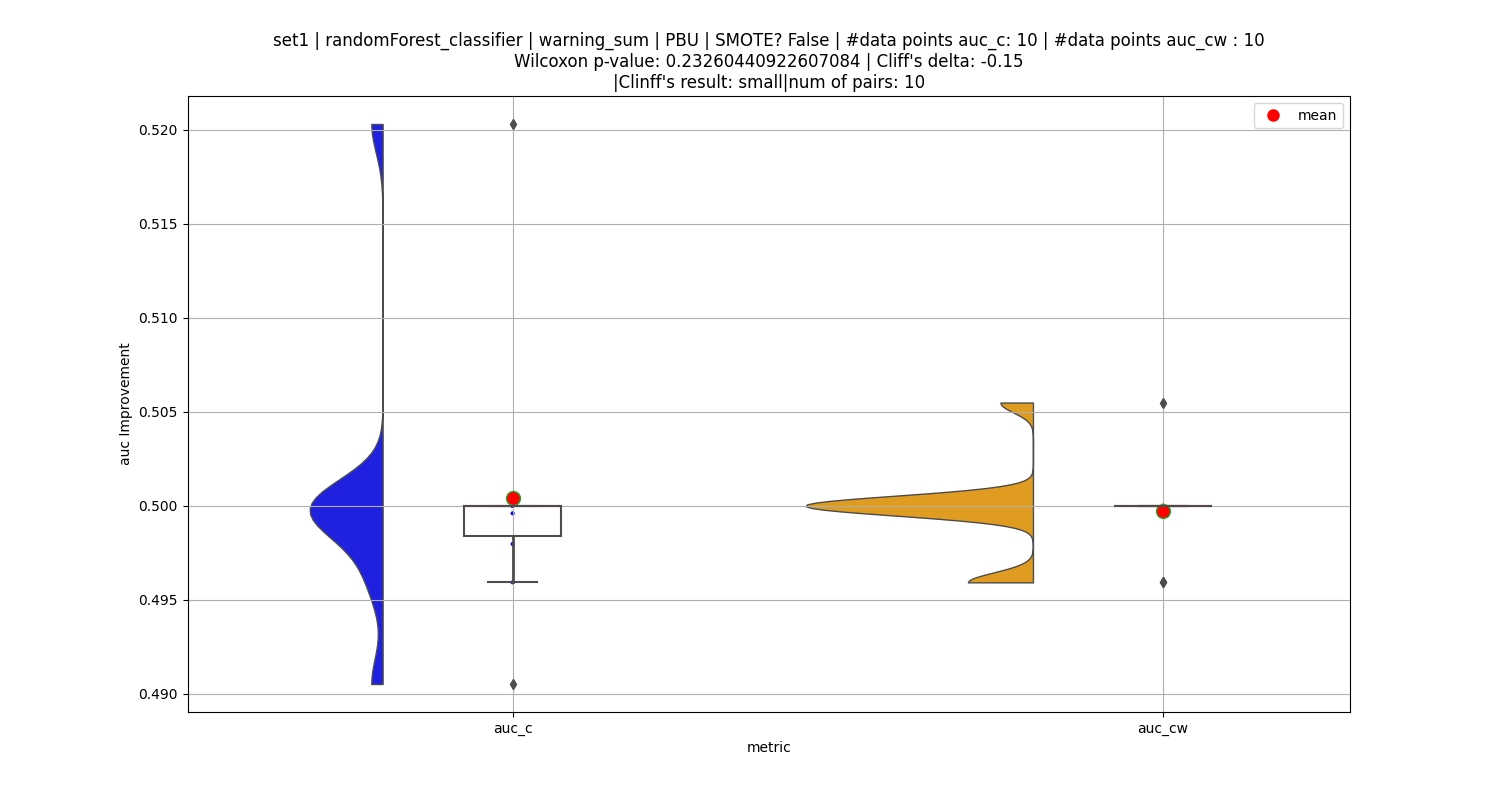 set1 | randomForest_classifier | warning_sum | PBU | SMOTE? False | #data points auc_c: 10 | #data points auc_cw : 10
Wilcoxon p-value: 0.23260440922607084 | Cliff's delta: -0.15
|Clinff's result: small|num of pairs: 10
mean
0.520
0.515
0.510
0.505
0.500
0.495
0.490
auc Improvement
auc_c
auc_cw
metric